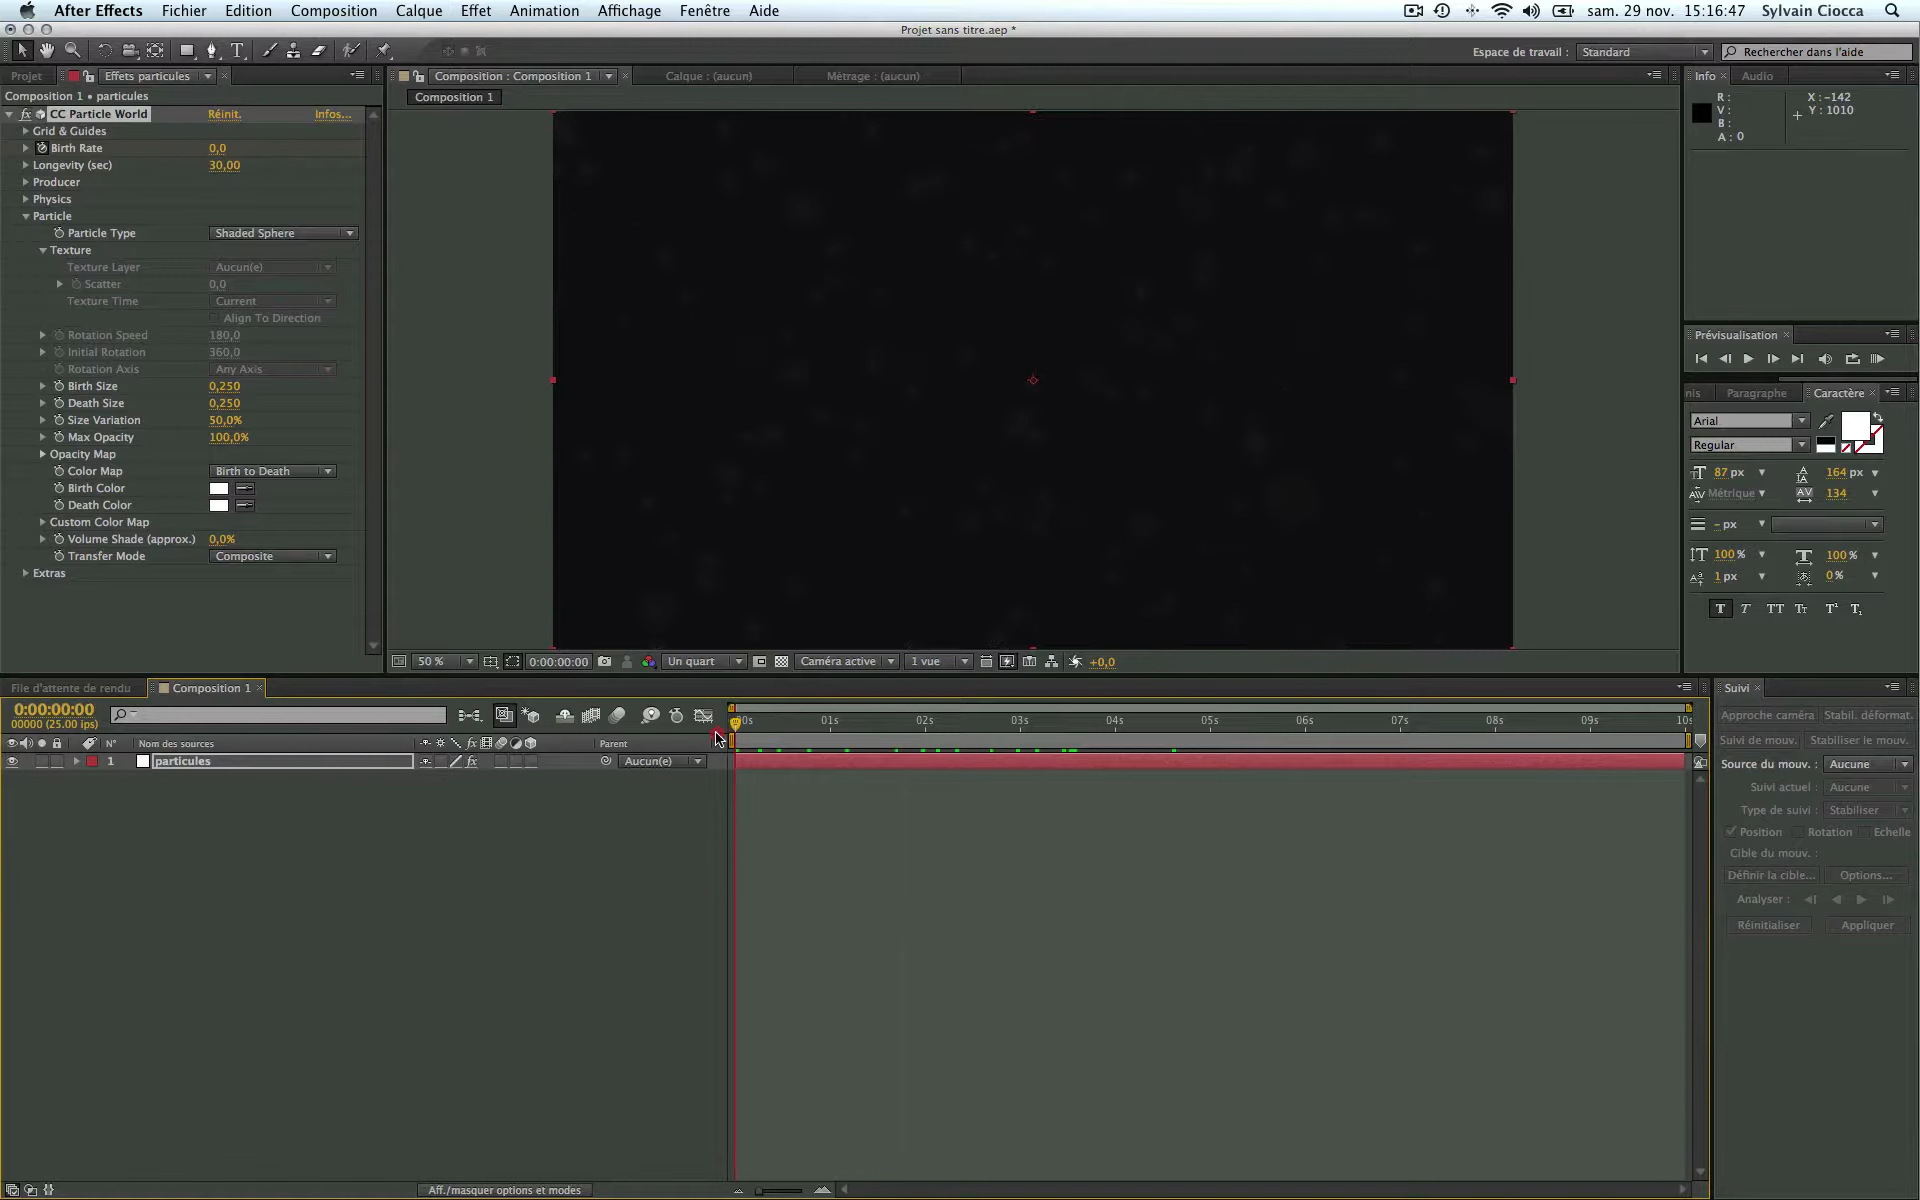 After Effects Fichier Edition Composition Calque Effet Animation Affichage Fenêtre Aide sam. 29 nov. 15:16:47 Sylvain Ciocca
Projet sans titre.aep *
Espace de travail : Standard Rechercher dans l'aide
Projet Effets particules Composition : Composition 1 Calque : (aucun) Métrage : (aucun) Info Audio
Composition 1 • particules
Composition 1
CC Particle World Réinit. Infos...
Grid & Guides
Birth Rate 0,0
Longevity (sec) 30,00
Producer
Physics
Particle
Particle Type Shaded Sphere
Texture
Texture Layer Aucun(e)
Scatter 0,0
Texture Time Current
Align To Direction
Rotation Speed 180,0
Initial Rotation 360,0
Rotation Axis Any Axis
Birth Size 0,250
Death Size 0,250
Size Variation 50,0%
Max Opacity 100,0%
Opacity Map
Color Map Birth to Death
Birth Color
Death Color
Custom Color Map
Volume Shade (approx.) 0,0%
Transfer Mode Composite
Extras
50 % 0:00:00:00 Un quart Caméra active 1 vue +0,0
R : X : -142
V : Y : 1010
B :
A : 0
Prévisualisation
nis Paragraphe Caractère
Arial
Regular
87 px 164 px
Métrique 134
- px
100 % 100 %
1 px 0 %
T T TT Tt T¹ T₁
File d'attente de rendu Composition 1
0:00:00:00
00000 (25.00 ips)
0s 01s 02s 03s 04s 05s 06s 07s 08s 09s 10s
N° Nom des sources Parent
1 particules Aucun(e)
Aff./masquer options et modes
Suivi
Approche caméra Stabil. déformat.
Suivi de mouv. Stabiliser le mouv.
Source du mouv. : Aucune
Suivi actuel : Aucune
Type de suivi : Stabiliser
Position Rotation Echelle
Cible du mouv. :
Définir la cible... Options...
Analyser :
Réinitialiser Appliquer